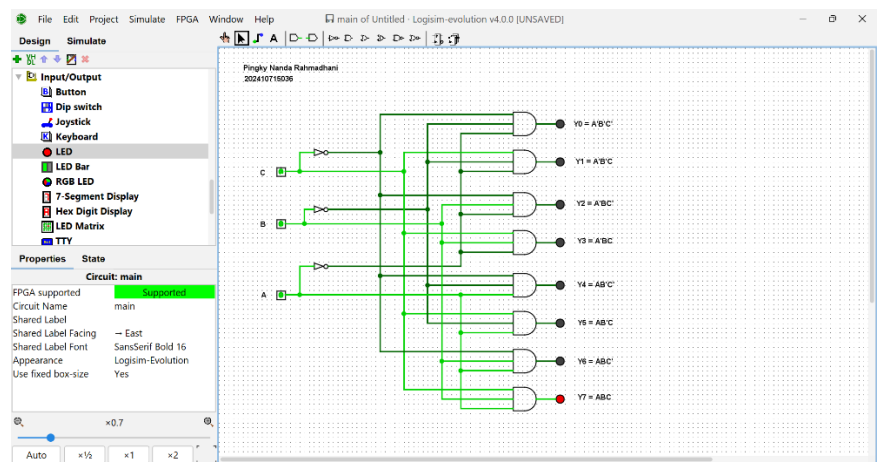 File Edit Project Simulate FPGA Window Help
main of Untitled · Logisim-evolution v4.0.0 [UNSAVED]
Design Simulate
A
Input/Output
Button
Dip switch
Joystick
Keyboard
LED
LED Bar
RGB LED
7-Segment Display
Hex Digit Display
LED Matrix
TTY
Properties State
Circuit: main
FPGA supported Supported
Circuit Name main
Shared Label
Shared Label Facing → East
Shared Label Font SansSerif Bold 16
Appearance Logisim-Evolution
Use fixed box-size Yes
×0.7
Auto ×½ ×1 ×2
Pingky Nanda Rahmadhani
202410715036
C
B
A
Y0 = A'B'C'
Y1 = A'B'C
Y2 = A'BC'
Y3 = A'BC
Y4 = AB'C'
Y5 = AB'C
Y6 = ABC'
Y7 = ABC